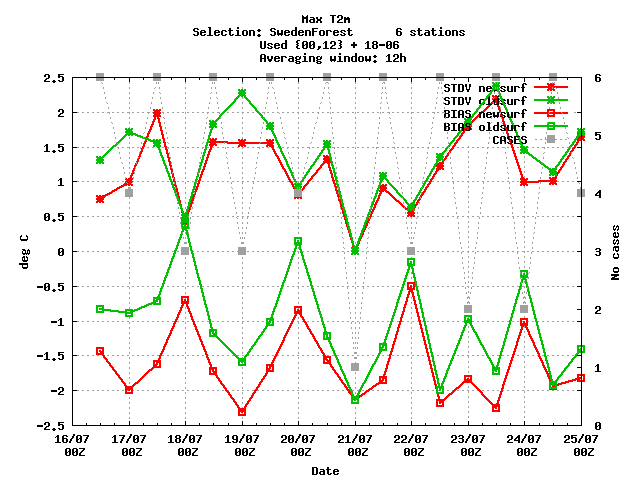 Max T2m
Selection: SwedenForest 6 stations
Used {00,12} + 18-06
Averaging window: 12h
STDV newsurf
STDV oldsurf
BIAS newsurf
BIAS oldsurf
CASES
2.5
2
1.5
1
0.5
0
-0.5
-1
-1.5
-2
-2.5
deg C
6
5
4
3
2
1
0
No cases
16/07 17/07 18/07 19/07 20/07 21/07 22/07 23/07 24/07 25/07
00Z 00Z 00Z 00Z 00Z 00Z 00Z 00Z 00Z 00Z
Date